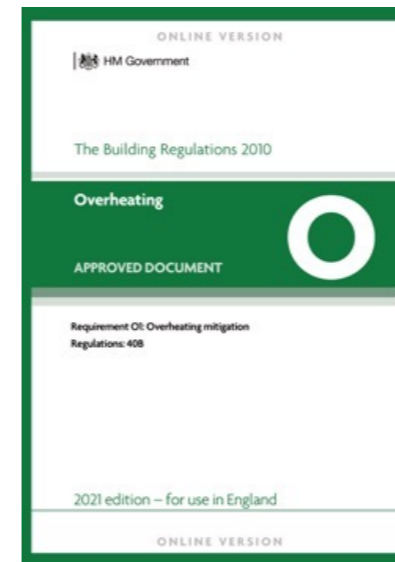 ONLINE VERSION
HM Government
The Building Regulations 2010
Overheating
O
APPROVED DOCUMENT
Requirement O1: Overheating mitigation
Regulations: 40B
2021 edition – for use in England
ONLINE VERSION